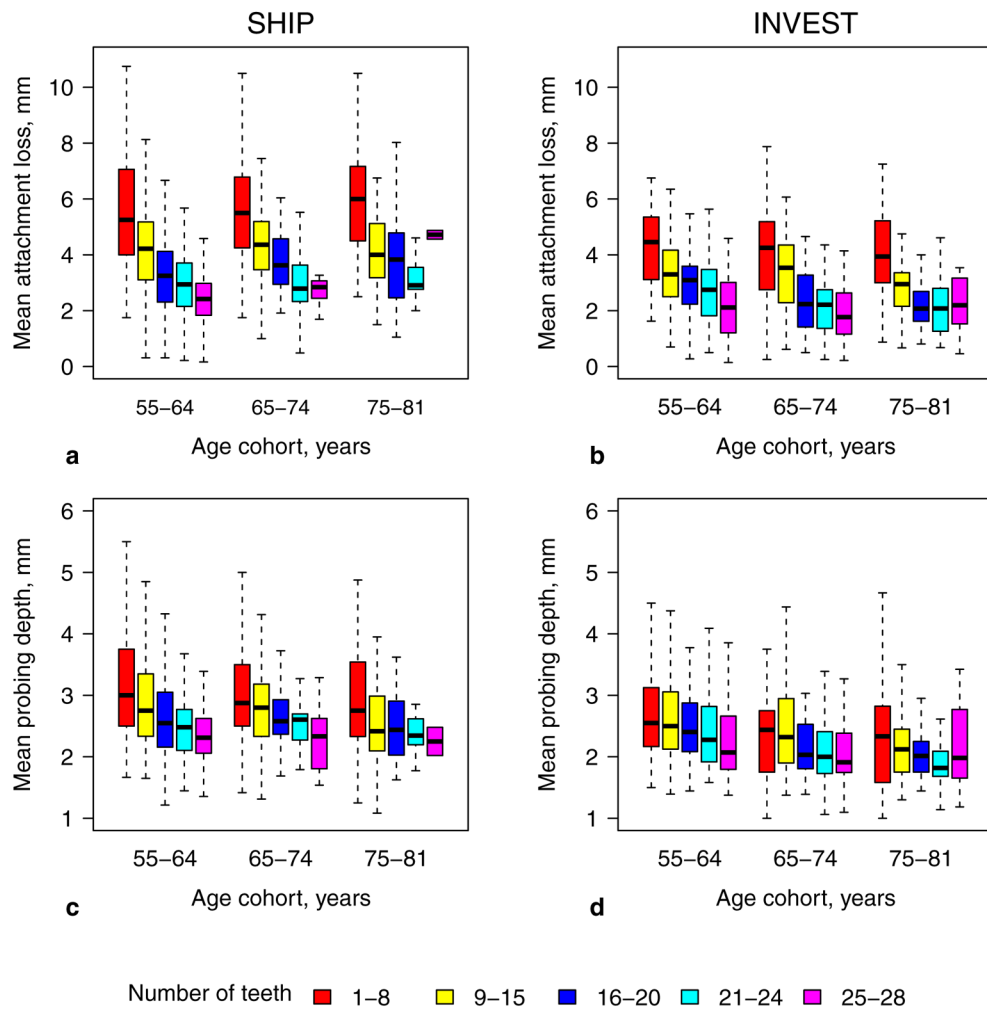 SHIP
INVEST
Mean attachment loss, mm
10
8
6
4
2
0
55–64 65–74 75–81
Age cohort, years
a
Mean attachment loss, mm
10
8
6
4
2
0
55–64 65–74 75–81
Age cohort, years
b
Mean probing depth, mm
6
5
4
3
2
1
55–64 65–74 75–81
Age cohort, years
c
Mean probing depth, mm
6
5
4
3
2
1
55–64 65–74 75–81
Age cohort, years
d
Number of teeth 1–8 9–15 16–20 21–24 25–28